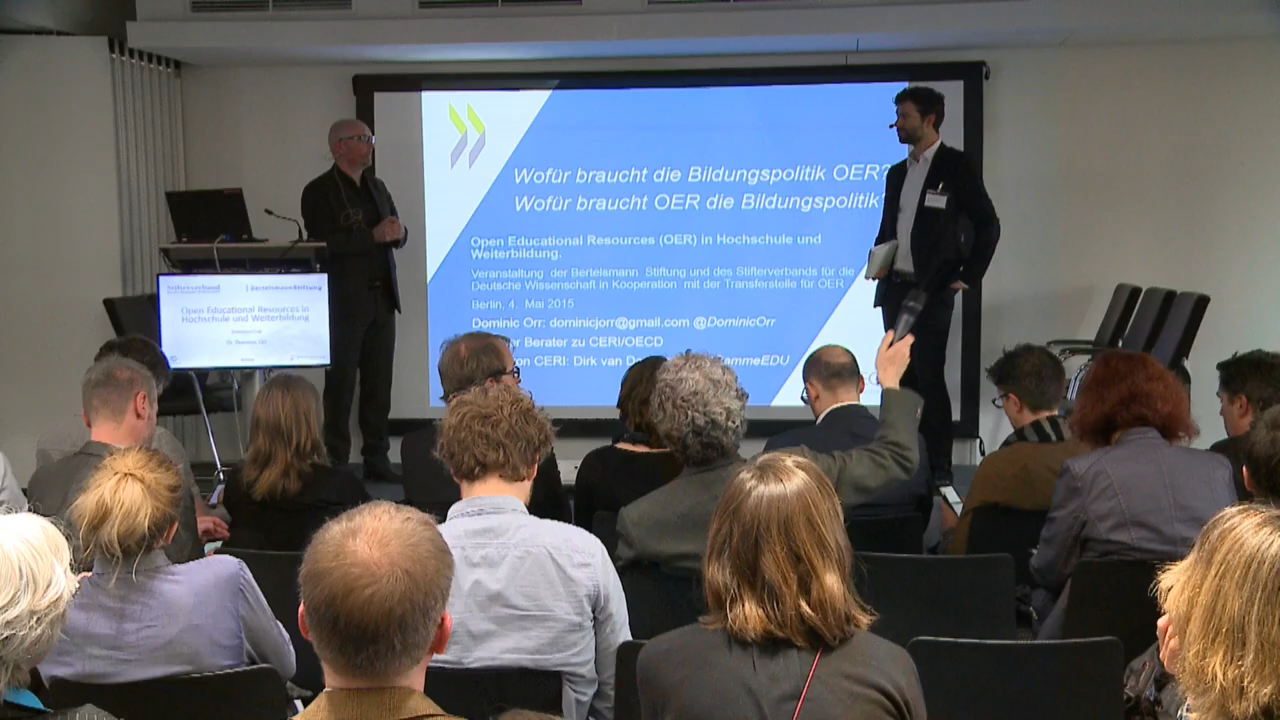 Wofür braucht die Bildungspolitik OER?
Wofür braucht OER die Bildungspolitik?
Open Educational Resources (OER) in Hochschule und
Weiterbildung.
Veranstaltung der Bertelsmann Stiftung und des Stifterverbands für die
Deutsche Wissenschaft in Kooperation mit der Transferstelle für OER
Berlin, 4. Mai 2015
Dominic Orr: dominicjorr@gmail.com @DominicOrr
Berater zu CERI/OECD
CERI: Dirk van
Stifterverband
BertelsmannStiftung
Open Educational Resources in
Hochschule und Weiterbildung